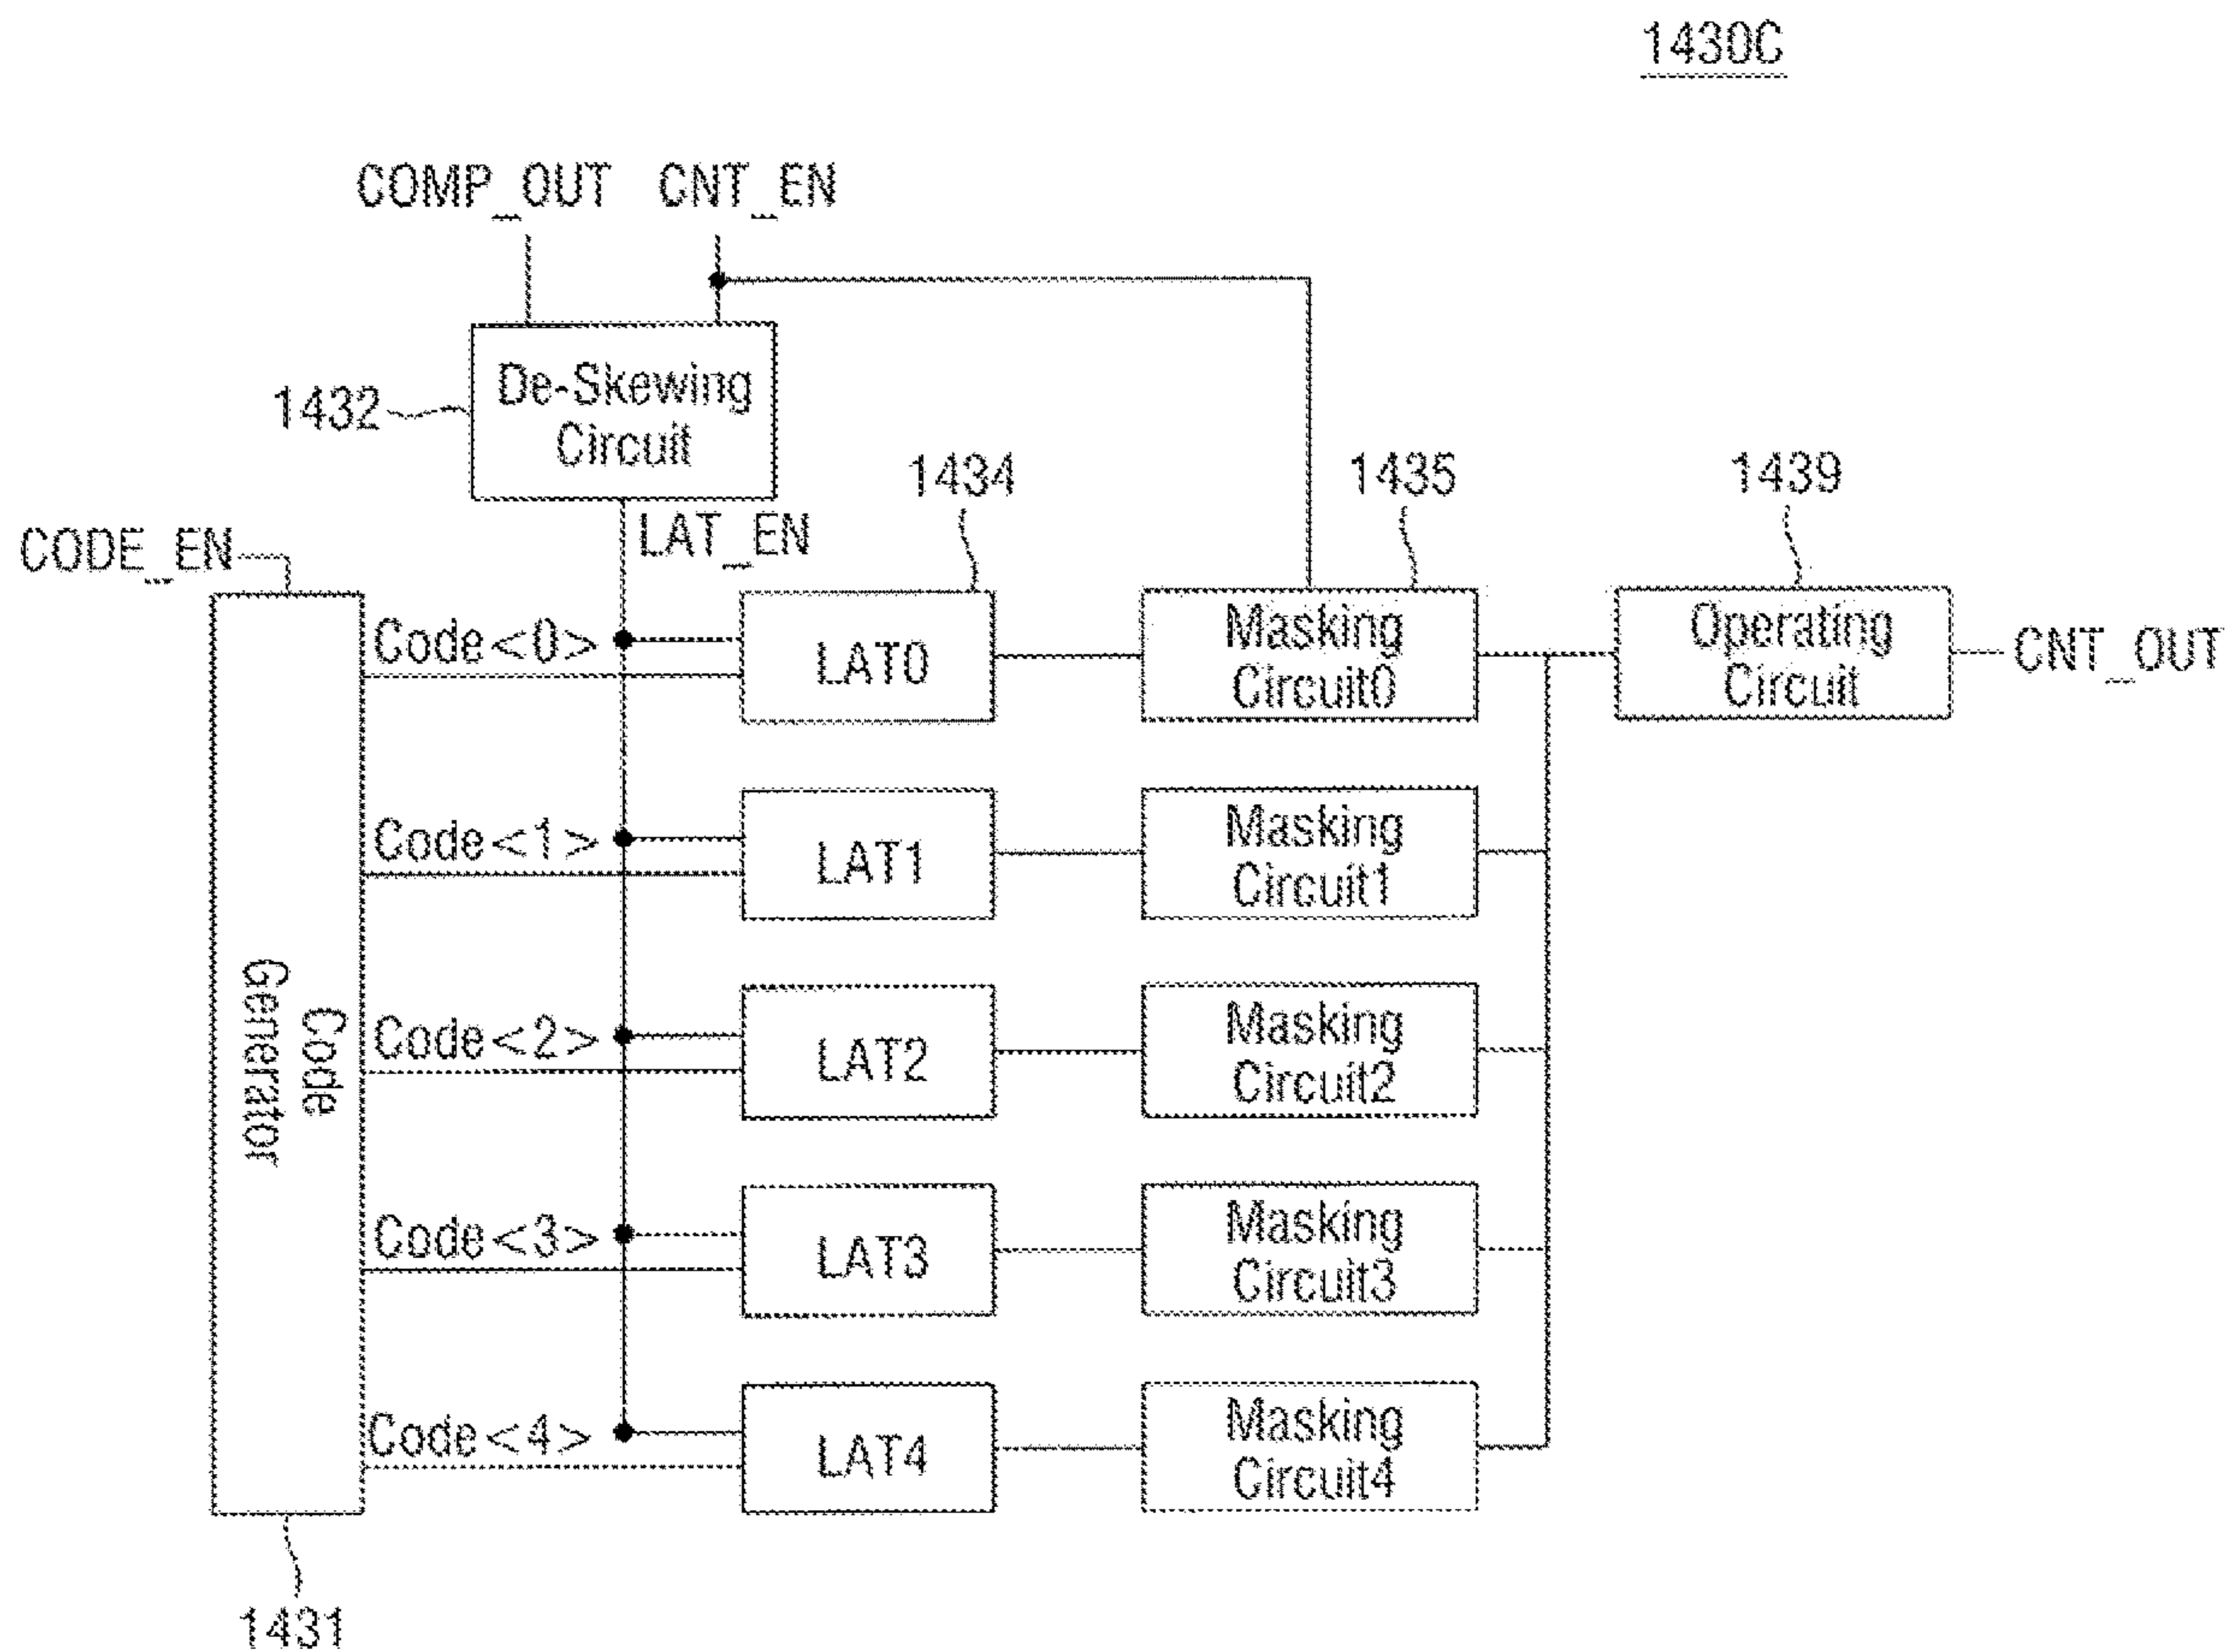 1430C
COMP_OUT CNT_EN
De-Skewing
Circuit
1432
1434
1435
1439
CODE_EN
LAT_EN
Code<0>
LAT0
Masking
Circuit0
Operating
Circuit
CNT_OUT
Code<1>
LAT1
Masking
Circuit1
Code
Generator
Code<2>
LAT2
Masking
Circuit2
Code<3>
LAT3
Masking
Circuit3
Code<4>
LAT4
Masking
Circuit4
1431